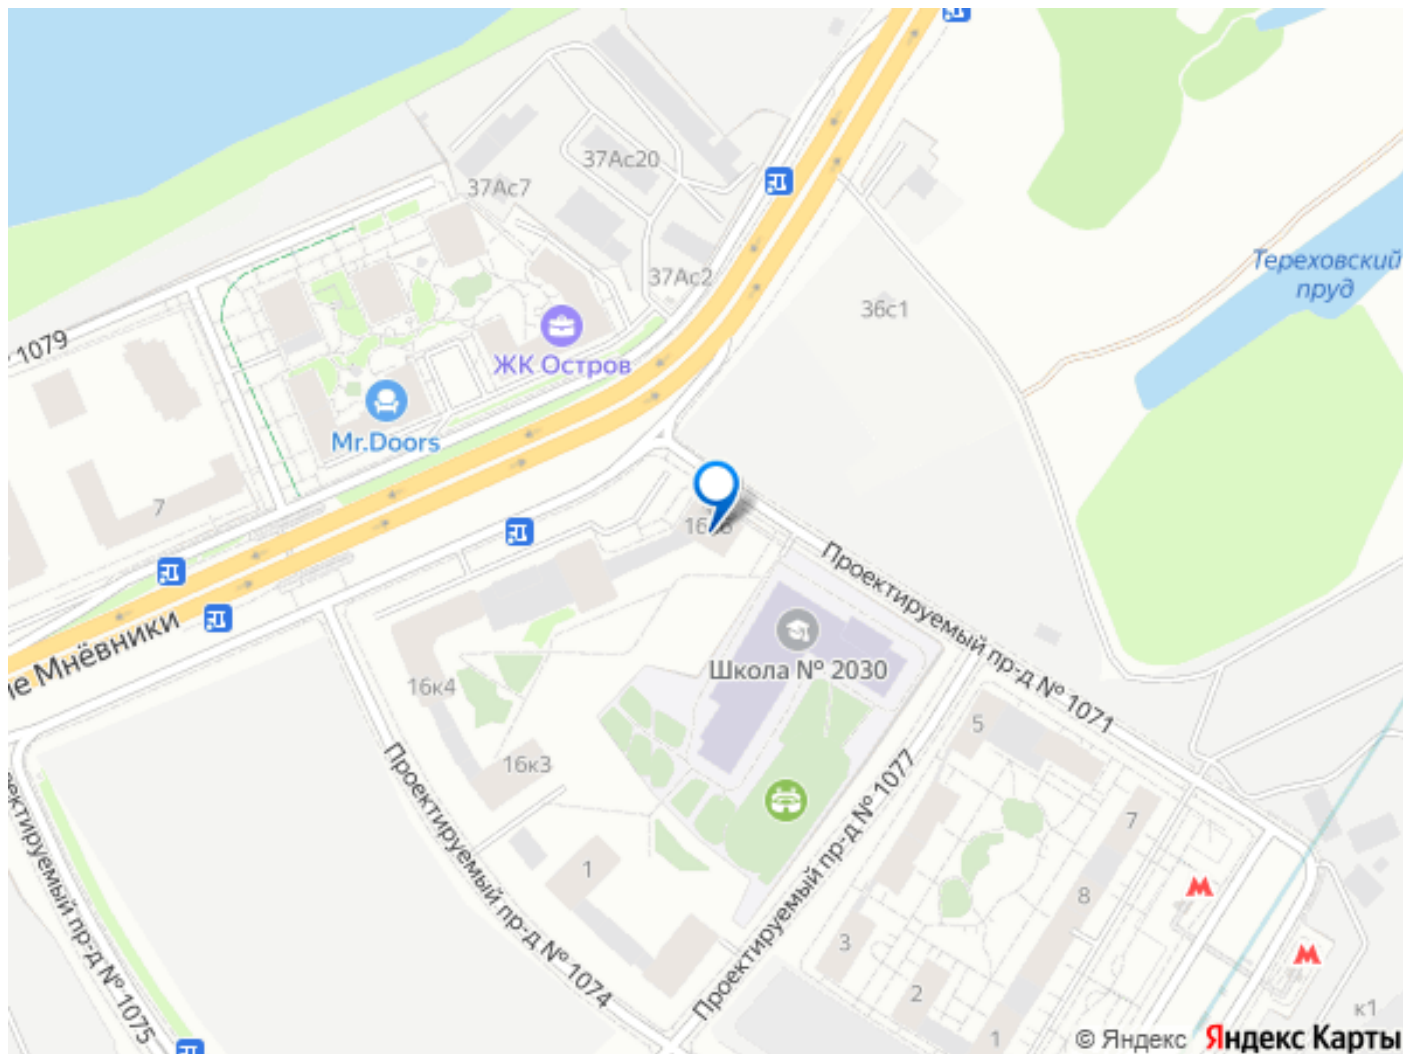 37Ас20
37Ас7
37Ас2
Тереховский
пруд
36с1
1079
ЖК Остров
Mr.Doors
7
Проектируемый пр-д № 1071
ие Мнёвники
Школа № 2030
16к4
5
16к3
Проектируемый пр-д № 1077
7
Проектируемый пр-д № 1074
1
8
ектируемый пр-д № 1075
3
2
1
к1
© Яндекс Яндекс Карты